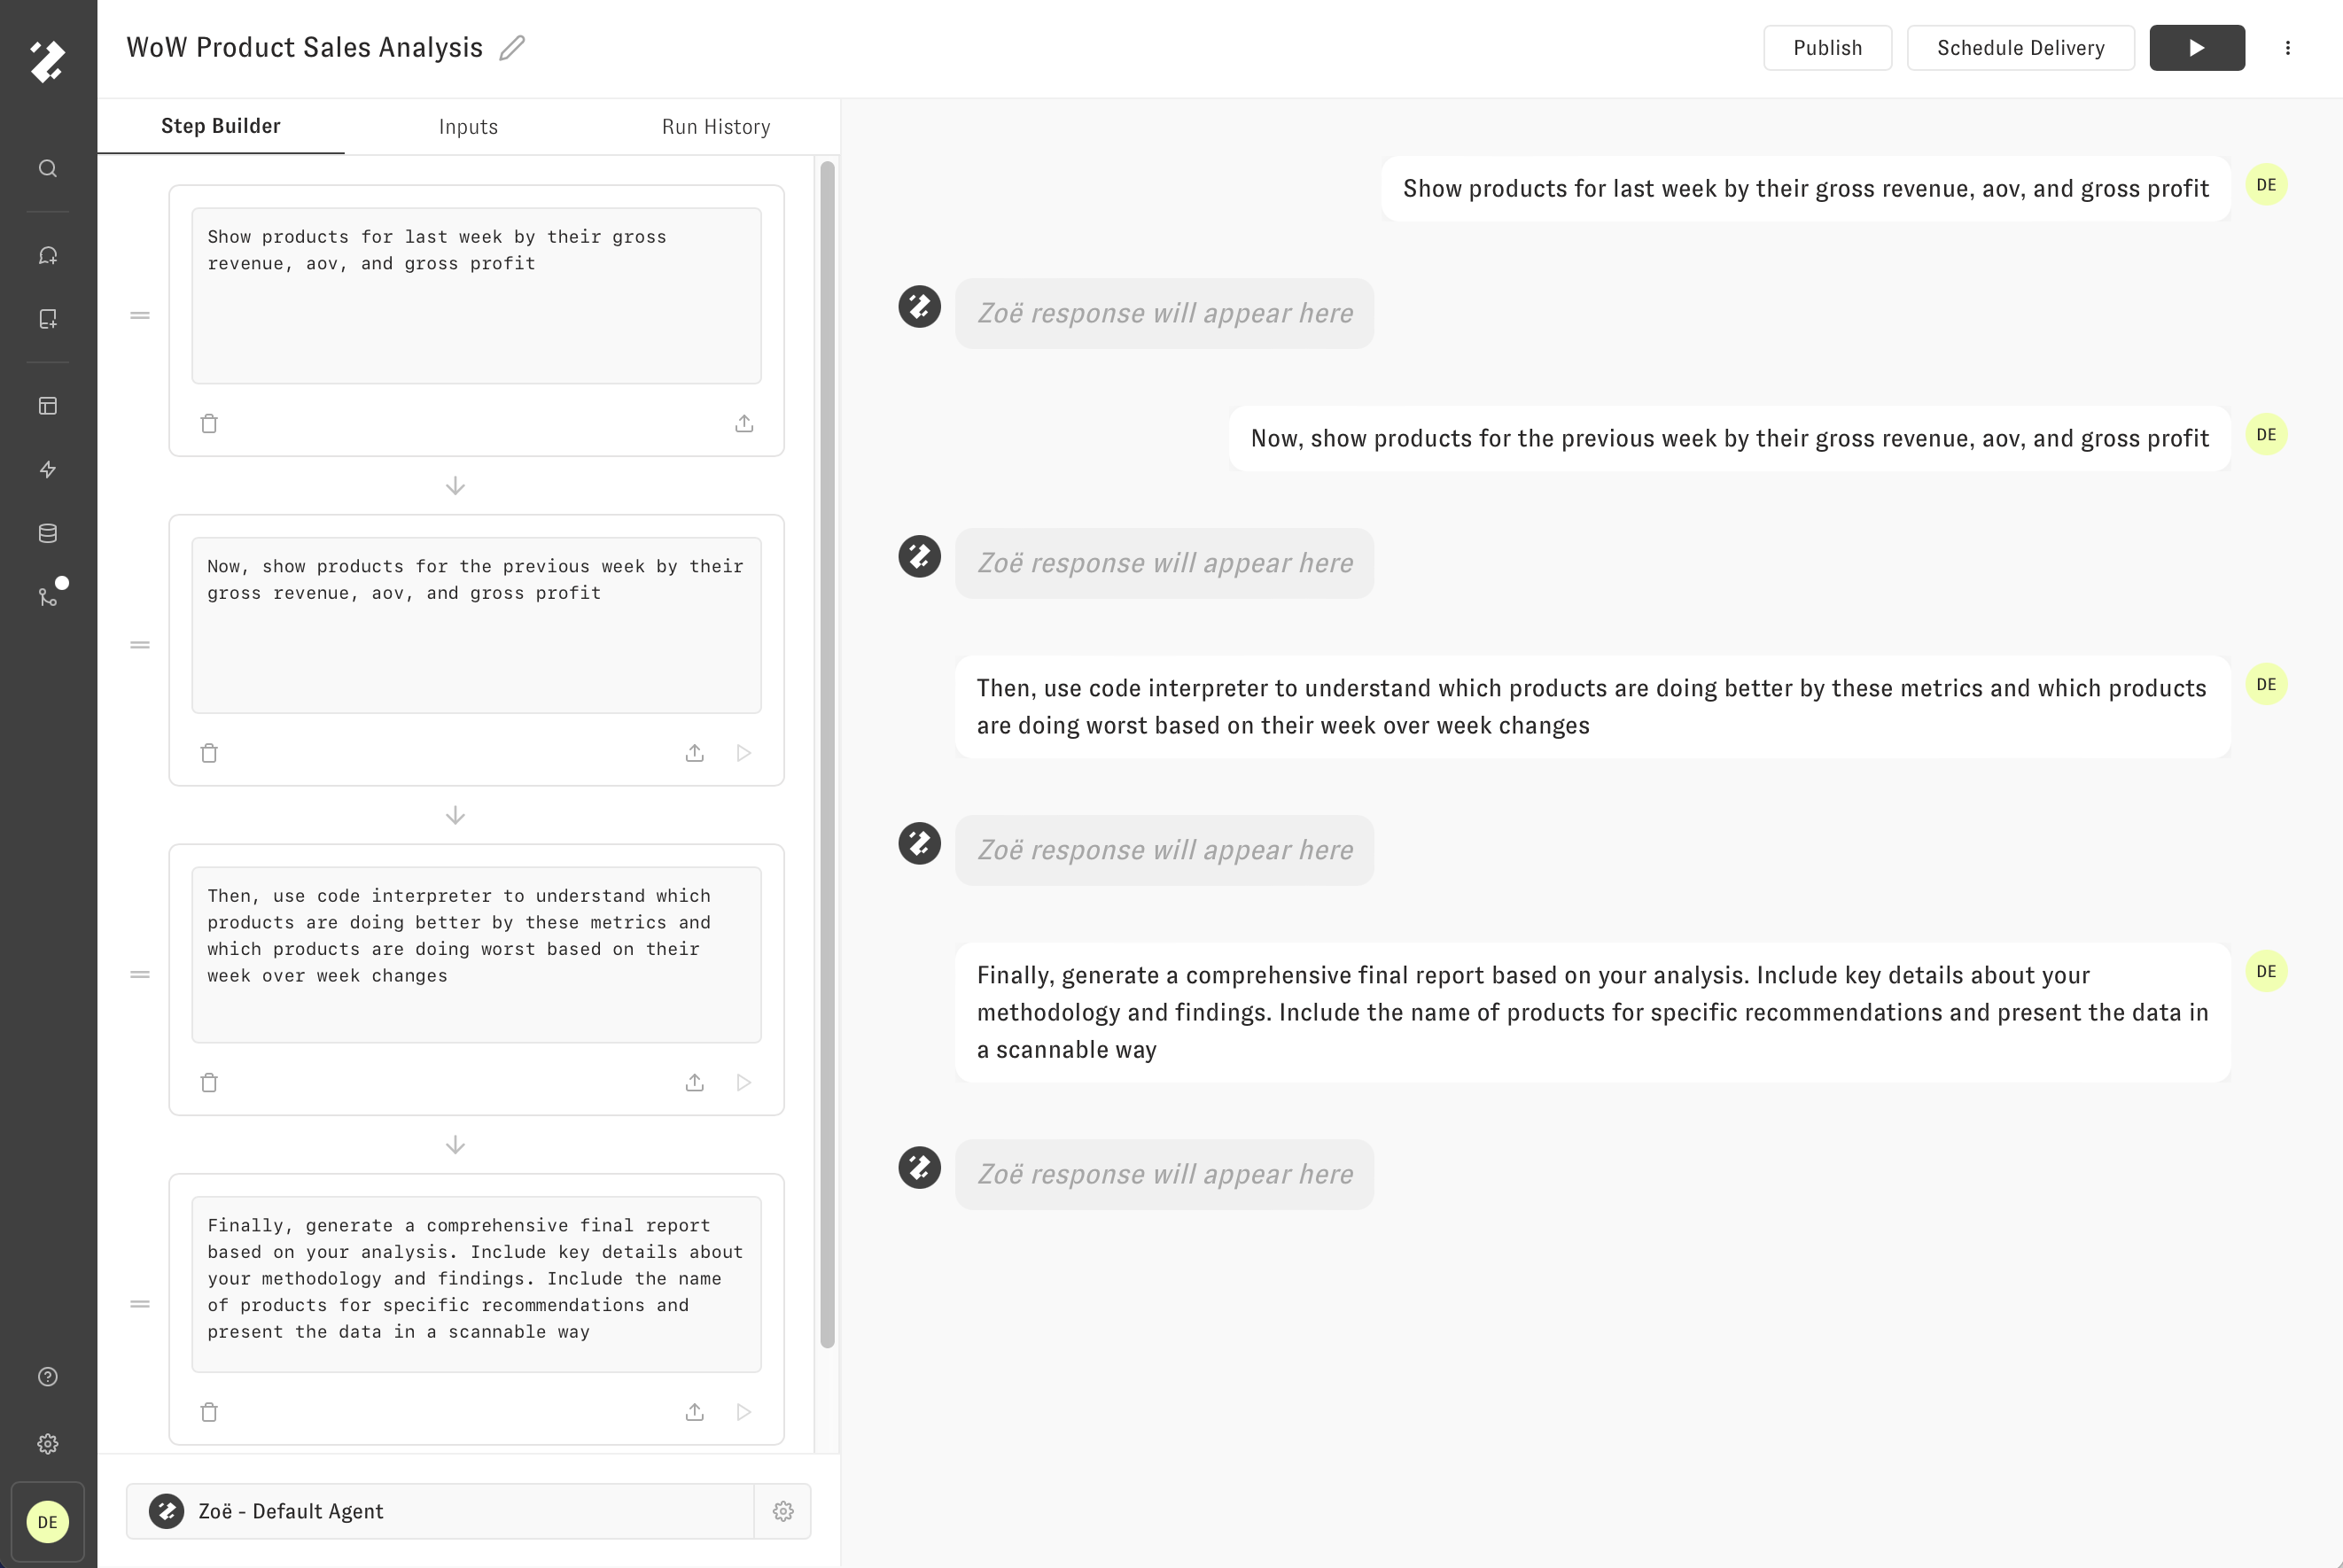 WoW Product Sales Analysis
Publish
Schedule Delivery
Step Builder
Inputs
Run History
Show products for last week by their gross
revenue, aov, and gross profit
Now, show products for the previous week by their
gross revenue, aov, and gross profit
Then, use code interpreter to understand which
products are doing better by these metrics and
which products are doing worst based on their
week over week changes
Finally, generate a comprehensive final report
based on your analysis. Include key details about
your methodology and findings. Include the name
of products for specific recommendations and
present the data in a scannable way
Zoë - Default Agent
DE
Show products for last week by their gross revenue, aov, and gross profit
DE
Zoë response will appear here
Now, show products for the previous week by their gross revenue, aov, and gross profit
DE
Zoë response will appear here
Then, use code interpreter to understand which products are doing better by these metrics and which products
are doing worst based on their week over week changes
DE
Zoë response will appear here
Finally, generate a comprehensive final report based on your analysis. Include key details about your
methodology and findings. Include the name of products for specific recommendations and present the data in
a scannable way
DE
Zoë response will appear here